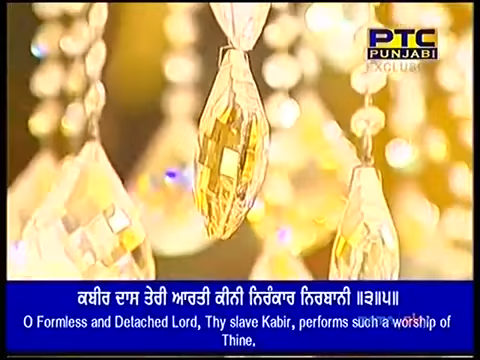 PTC
PUNJABI
EXCLUSIVE
ਕਬੀਰ ਦਾਸ ਤੇਰੀ ਆਰਤੀ ਕੀਨੀ ਨਿਰੰਕਾਰ ਨਿਰਬਾਨੀ ॥੩॥੫॥
O Formless and Detached Lord, Thy slave Kabir, performs such a worship of
Thine.